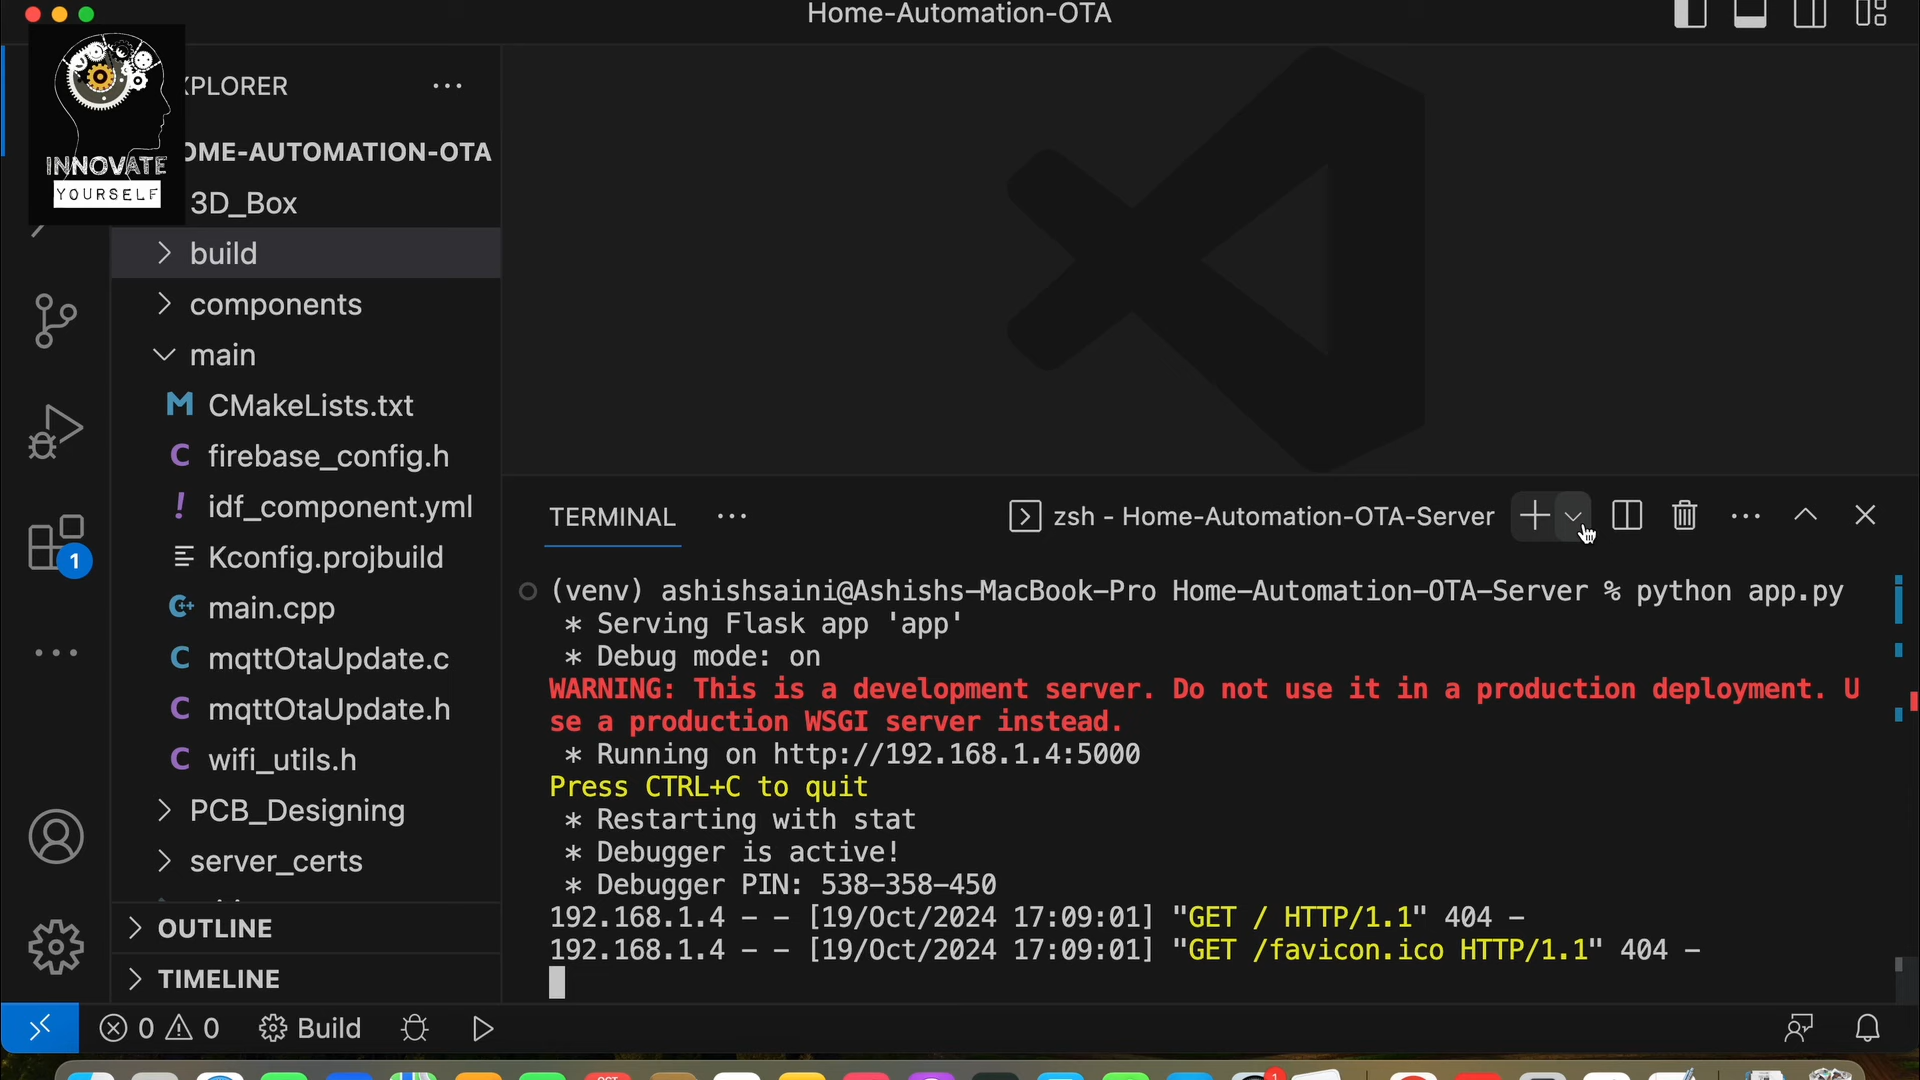 Home-Automation-OTA
INNOVATE
YOURSELF
XPLORER
OME-AUTOMATION-OTA
3D_Box
build
components
main
CMakeLists.txt
firebase_config.h
idf_component.yml
Kconfig.projbuild
main.cpp
mqttOtaUpdate.c
mqttOtaUpdate.h
wifi_utils.h
PCB_Designing
server_certs
OUTLINE
TIMELINE
1
TERMINAL
zsh - Home-Automation-OTA-Server
(venv) ashishsaini@Ashishs-MacBook-Pro Home-Automation-OTA-Server % python app.py
* Serving Flask app 'app'
* Debug mode: on
WARNING: This is a development server. Do not use it in a production deployment. U
se a production WSGI server instead.
* Running on http://192.168.1.4:5000
Press CTRL+C to quit
* Restarting with stat
* Debugger is active!
* Debugger PIN: 538-358-450
192.168.1.4 - - [19/Oct/2024 17:09:01] "GET / HTTP/1.1" 404 -
192.168.1.4 - - [19/Oct/2024 17:09:01] "GET /favicon.ico HTTP/1.1" 404 -
0 0 Build